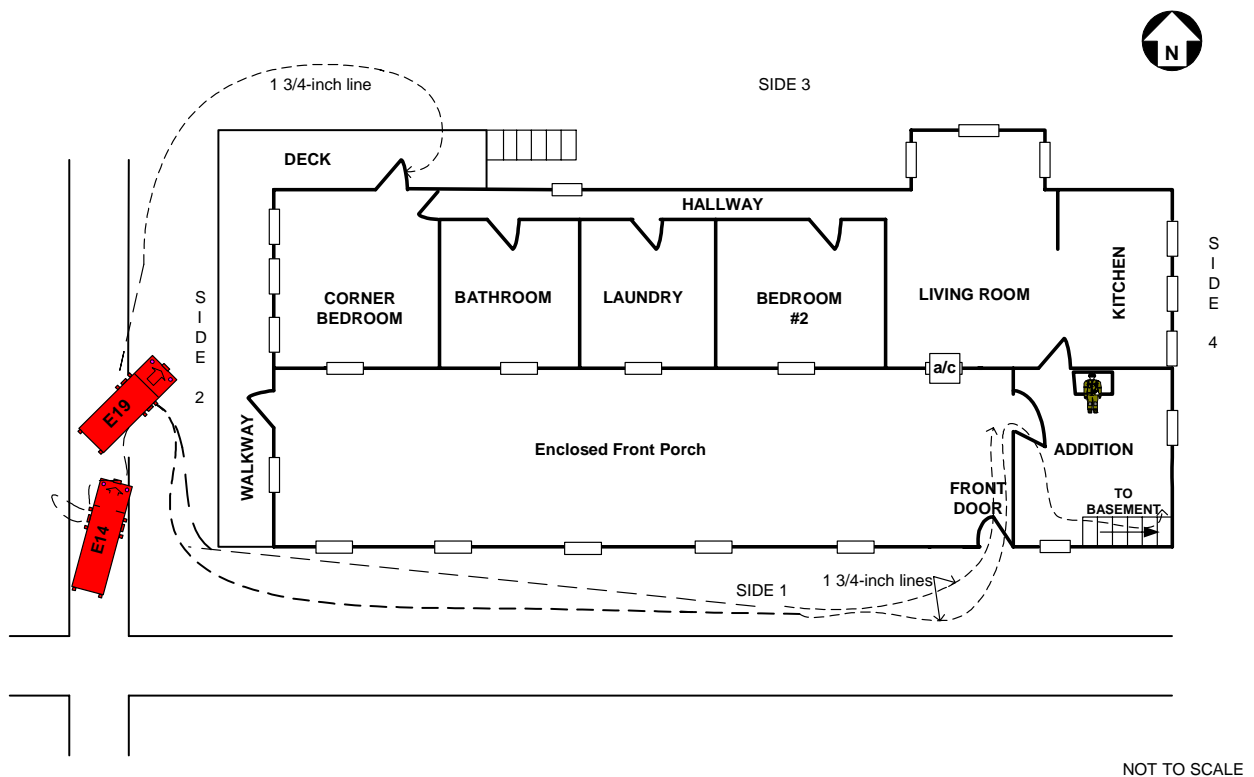 N
1 3/4-inch line
SIDE 3
DECK
HALLWAY
SIDE 2
CORNER
BEDROOM
BATHROOM
LAUNDRY
BEDROOM
#2
LIVING ROOM
KITCHEN
SIDE 4
a/c
E19
WALKWAY
Enclosed Front Porch
ADDITION
FRONT
DOOR
TO
BASEMENT
E14
SIDE 1
1 3/4-inch lines
NOT TO SCALE